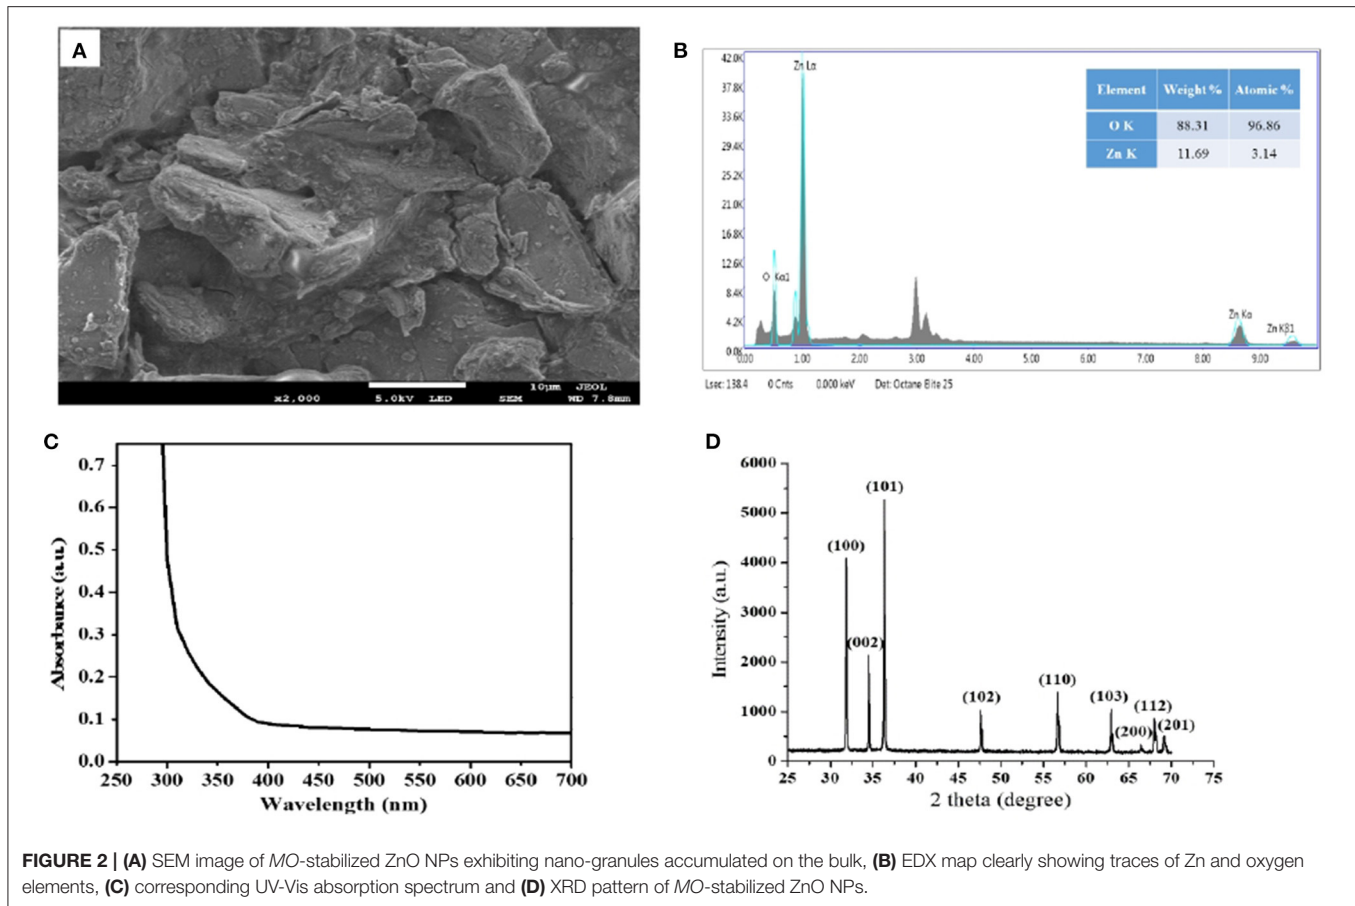 A
10μm JEOL
x2,000 5.0kV LED SEM WD 7.8mm
B
42.0K
37.8K
33.6K
29.4K
25.2K
21.0K
16.8K
12.6K
8.4K
4.2K
0.0K
Zn Lα
O Kα1
Zn Kα
Zn Kβ1
0.00 1.00 2.00 3.00 4.00 5.00 6.00 7.00 8.00 9.00
Lsec: 138.4 0 Cnts 0.000 keV Det: Octane Elite 25
Element Weight % Atomic %
O K 88.31 96.86
Zn K 11.69 3.14
C
0.7
0.6
0.5
0.4
0.3
0.2
0.1
0.0
Absorbance (a.u.)
250 300 350 400 450 500 550 600 650 700
Wavelength (nm)
D
6000
5000
4000
3000
2000
1000
0
Intensity (a.u.)
(100)
(002)
(101)
(102)
(110)
(103)
(200)
(112)
(201)
25 30 35 40 45 50 55 60 65 70 75
2 theta (degree)
FIGURE 2 | (A) SEM image of MO-stabilized ZnO NPs exhibiting nano-granules accumulated on the bulk, (B) EDX map clearly showing traces of Zn and oxygen
elements, (C) corresponding UV-Vis absorption spectrum and (D) XRD pattern of MO-stabilized ZnO NPs.